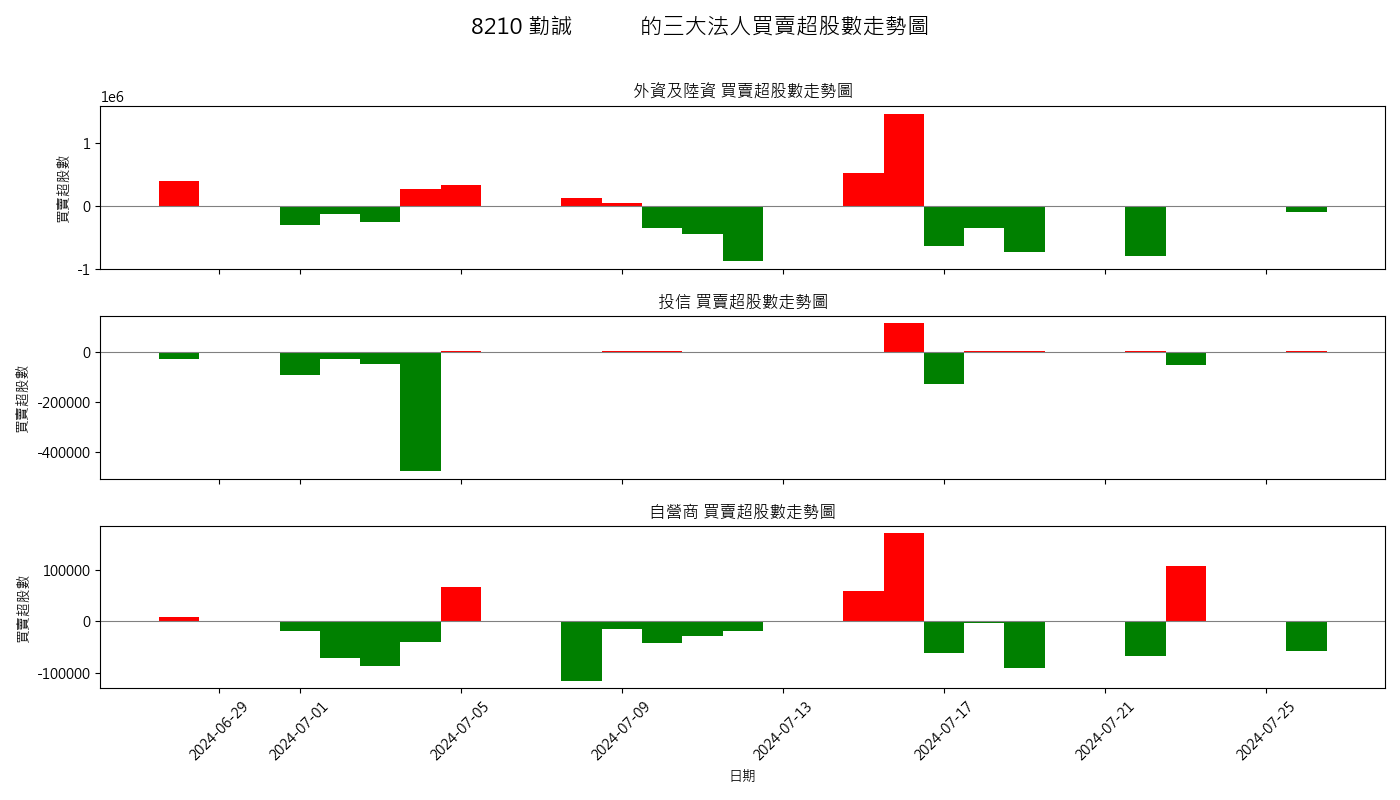 8210 勤誠 的三大法人買賣超股數走勢圖
外資及陸資 買賣超股數走勢圖
1e6
買賣超股數
1
0
-1
投信 買賣超股數走勢圖
買賣超股數
0
-200000
-400000
自營商 買賣超股數走勢圖
買賣超股數
100000
0
-100000
2024-06-29
2024-07-01
2024-07-05
2024-07-09
2024-07-13
2024-07-17
2024-07-21
2024-07-25
日期